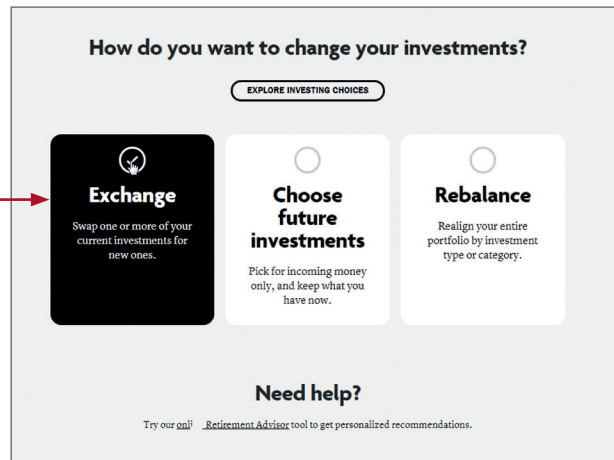 How do you want to change your investments?
EXPLORE INVESTING CHOICES
Exchange
Swap one or more of your
current investments for
new ones.
Choose
future
investments
Pick for incoming money
only, and keep what you
have now.
Rebalance
Realign your entire
portfolio by investment
type or category.
Need help?
Try our Retirement Advisor tool to get personalized recommendations.